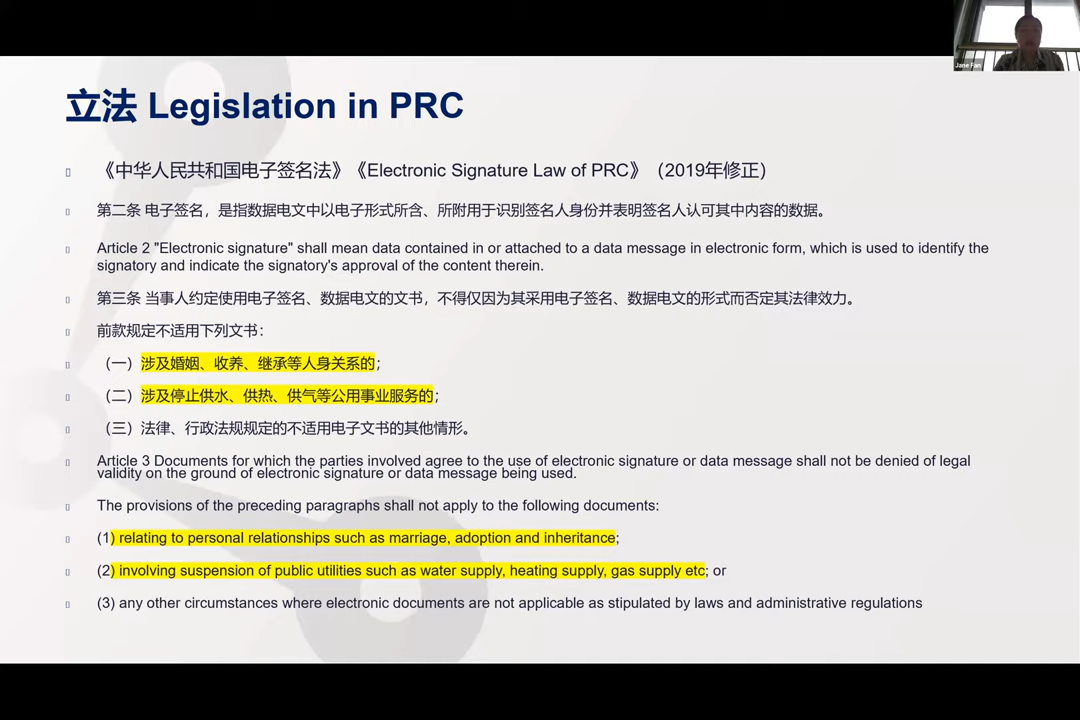 Jane Fan
立法 Legislation in PRC
《中华人民共和国电子签名法》《Electronic Signature Law of PRC》（2019年修正）
第二条 电子签名，是指数据电文中以电子形式所含、所附用于识别签名人身份并表明签名人认可其中内容的数据。
Article 2 "Electronic signature" shall mean data contained in or attached to a data message in electronic form, which is used to identify the
signatory and indicate the signatory's approval of the content therein.
第三条 当事人约定使用电子签名、数据电文的文书，不得仅因为其采用电子签名、数据电文的形式而否定其法律效力。
前款规定不适用下列文书：
（一）涉及婚姻、收养、继承等人身关系的；
（二）涉及停止供水、供热、供气等公用事业服务的；
（三）法律、行政法规规定的不适用电子文书的其他情形。
Article 3 Documents for which the parties involved agree to the use of electronic signature or data message shall not be denied of legal
validity on the ground of electronic signature or data message being used.
The provisions of the preceding paragraphs shall not apply to the following documents:
(1) relating to personal relationships such as marriage, adoption and inheritance;
(2) involving suspension of public utilities such as water supply, heating supply, gas supply etc; or
(3) any other circumstances where electronic documents are not applicable as stipulated by laws and administrative regulations